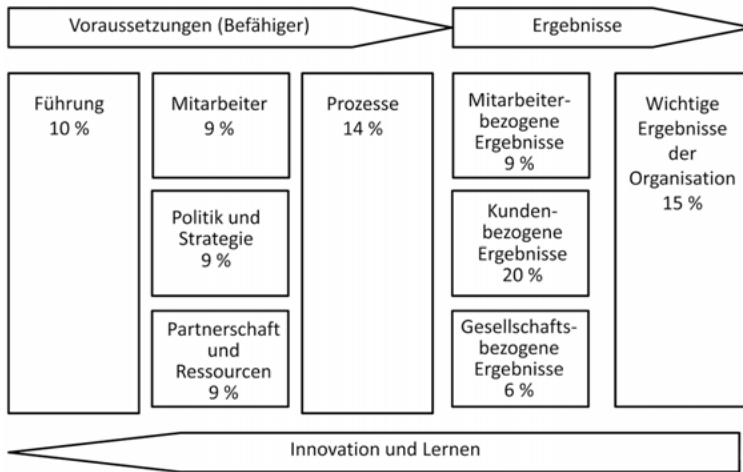 Voraussetzungen (Befähiger)
Ergebnisse
Führung
10 %
Mitarbeiter
9 %
Politik und
Strategie
9 %
Partnerschaft
und
Ressourcen
9 %
Prozesse
14 %
Mitarbeiter-
bezogene
Ergebnisse
9 %
Kunden-
bezogene
Ergebnisse
20 %
Gesellschafts-
bezogene
Ergebnisse
6 %
Wichtige
Ergebnisse
der
Organisation
15 %
Innovation und Lernen